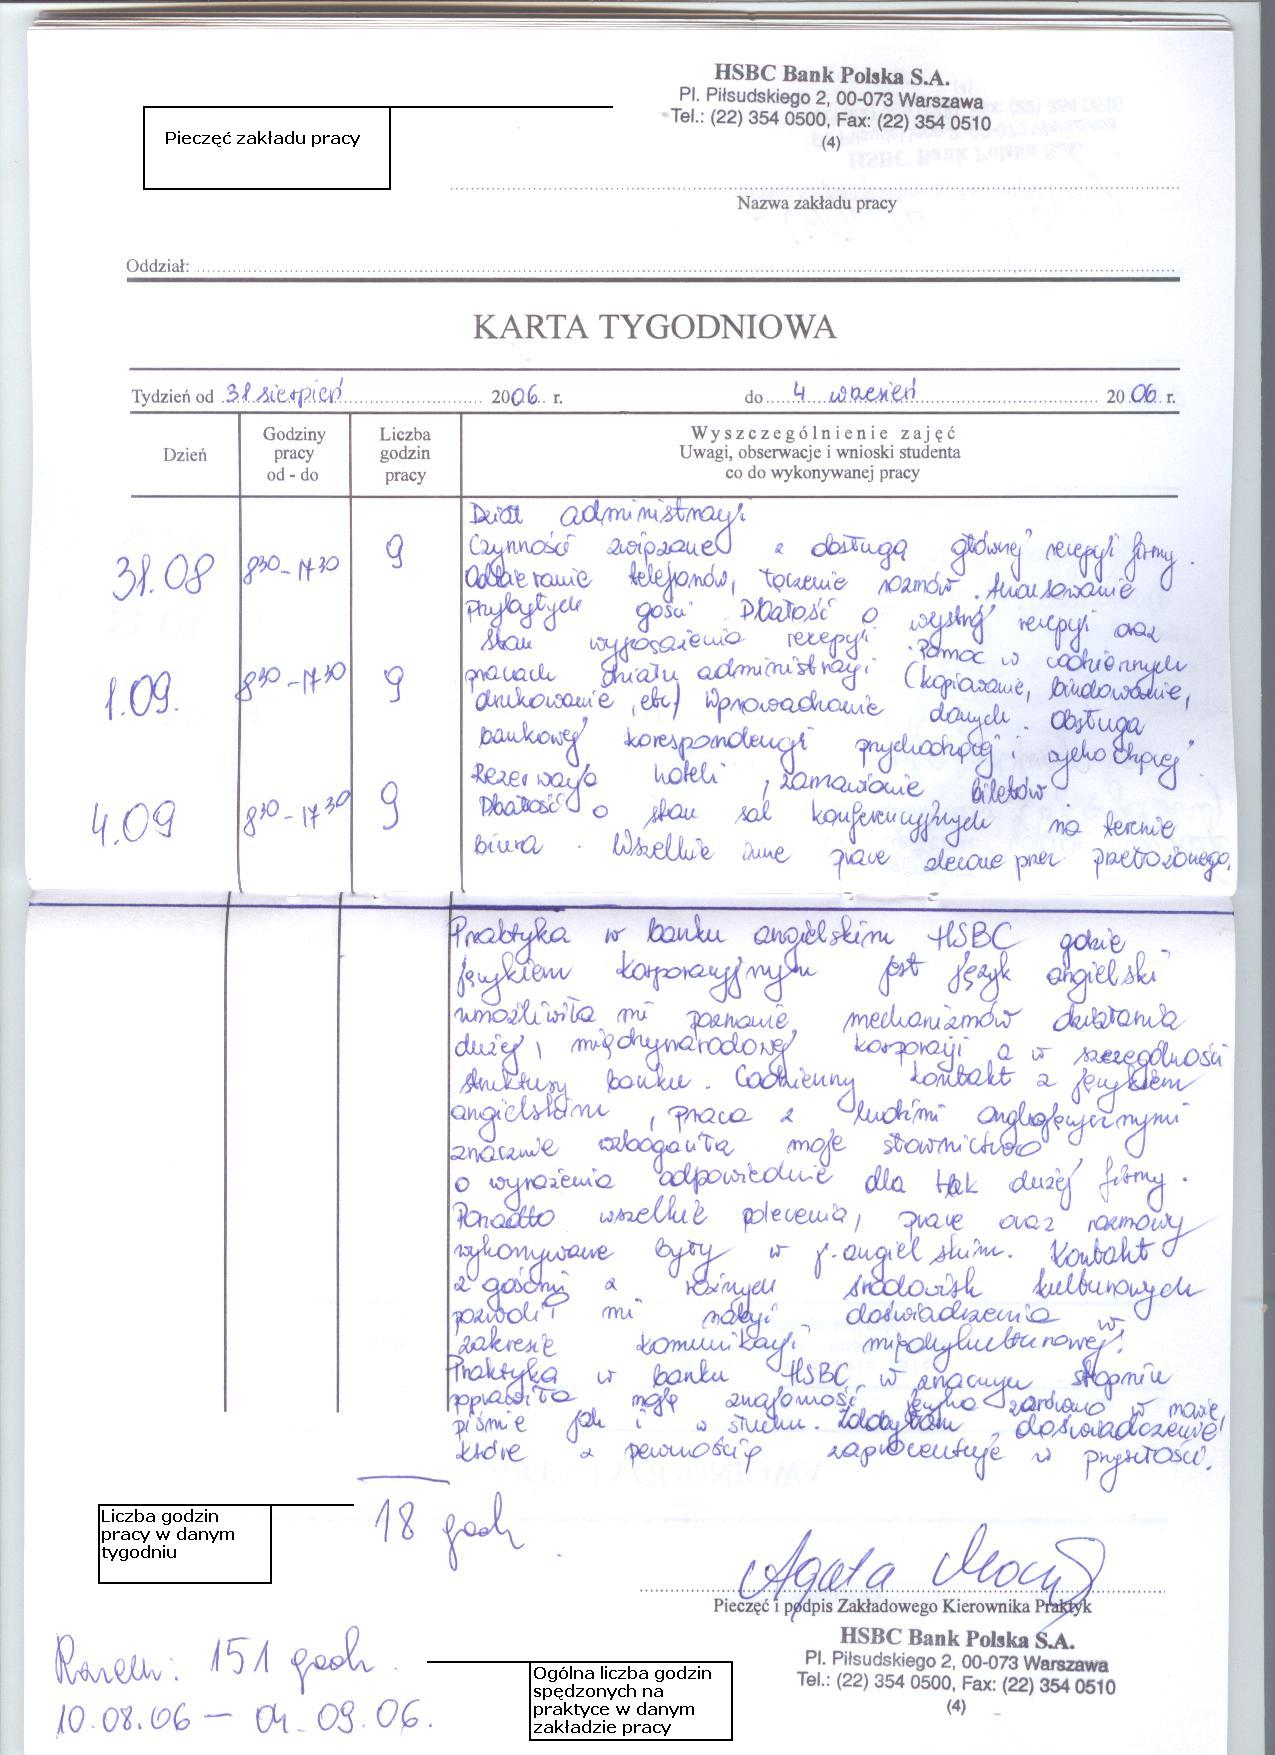 HSBC Bank Polska S.A.
Pl. Piłsudskiego 2, 00-073 Warszawa
Tel.: (22) 354 0500, Fax: (22) 354 0510
(4)
Pieczęć zakładu pracy
Nazwa zakładu pracy
Oddział:
KARTA TYGODNIOWA
Tydzień od 31 sierpień 2006 r. do 4 wrzesień 2006 r.
Dzień
Godziny pracy od - do
Liczba godzin pracy
Wyszczególnienie zajęć
Uwagi, obserwacje i wnioski studenta
co do wykonywanej pracy
31.08 8³⁰-17³⁰ 9
1.09. 8³⁰-17³⁰ 9
4.09 8³⁰-17³⁰ 9
Dział administracji
Czynności związane z obsługą głównej recepcji firmy.
Odbieranie telefonów, łączenie rozmów. Anonsowanie
przybyłych gości. Dbałość o wystrój recepcji oraz
stan wyposażenia recepcji. Pomoc w codziennych
pracach działu administracji (kopiowanie, bindowanie,
drukowanie, etc) Wprowadzanie danych. Obsługa
bankowej korespondencji przychodzącej i wychodzącej
Rezerwacja hoteli, zamawianie biletów
Dbałość o stan sal konferencyjnych na terenie
biura. Wszelkie inne prace zlecone przez przełożonego.
Praktyka w banku angielskim HSBC gdzie
językiem korporacyjnym jest język angielski
umożliwiła mi poznanie mechanizmów działania
dużej, międzynarodowej korporacji a w szczególności
struktury banku. Codzienny kontakt z językiem
angielskim, praca z ludźmi anglojęzycznymi
znacznie wzbogaciła moje słownictwo
o wyrażenia odpowiednie dla tak dużej firmy.
Ponadto wszelkie polecenia, prace oraz rozmowy
wykonywane były w j. angielskim. Kontakt
z gośćmi z różnych środowisk kulturowych
pozwolił mi nabyć doświadczenia w
zakresie komunikacji międzykulturowej.
Praktyka w banku HSBC w znacznym stopniu
poprawiła moją znajomość języka zarówno w mowie,
piśmie jak i w słuchu. Zdobyłam doświadczenie,
które z pewnością zaprocentuje w przyszłości.
Liczba godzin
pracy w danym
tygodniu
18 godz.
Agata
Pieczęć i podpis Zakładowego Kierownika Praktyk
HSBC Bank Polska S.A.
Pl. Piłsudskiego 2, 00-073 Warszawa
Tel.: (22) 354 0500, Fax: (22) 354 0510
(4)
Razem: 151 godz.
10.08.06 - 04.09.06.
Ogólna liczba godzin
spędzonych na
praktyce w danym
zakładzie pracy